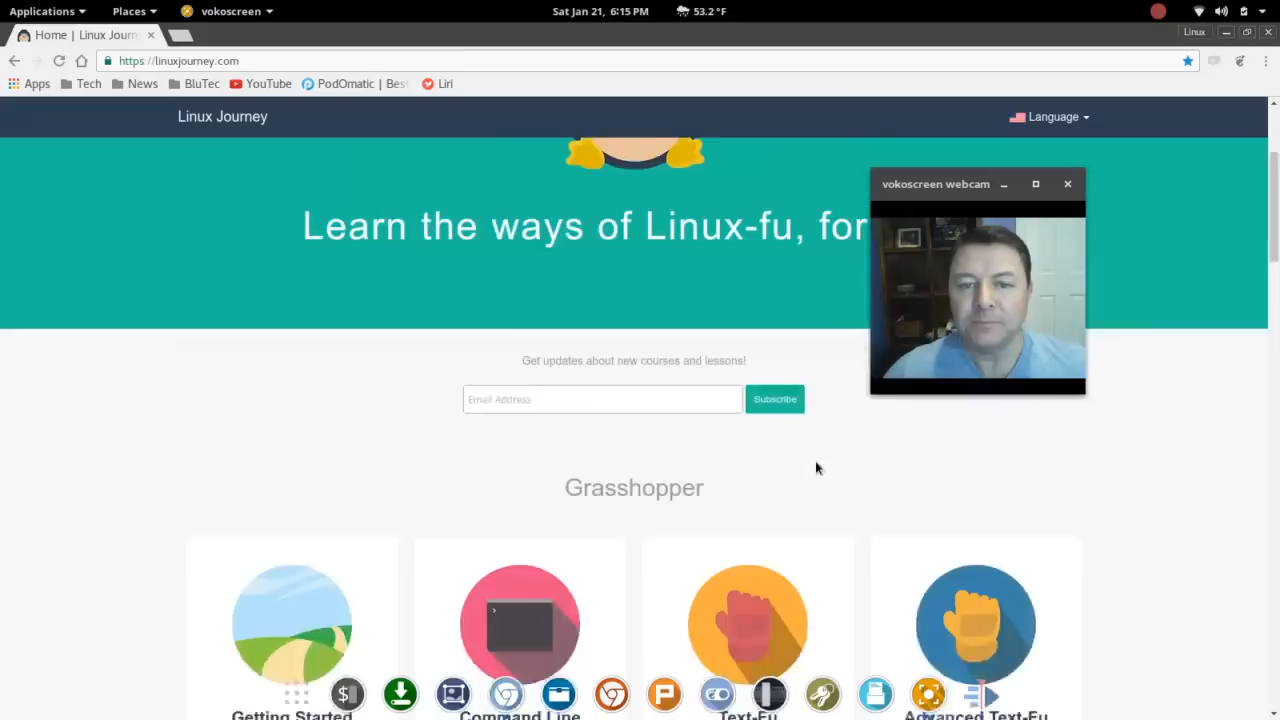 Applications Places vokoscreen Sat Jan 21, 6:15 PM 53.2 °F
Home | Linux Journ Linux
https://linuxjourney.com
Apps Tech News BluTec YouTube PodOmatic | Bes Liri
Linux Journey Language
vokoscreen webcam
Learn the ways of Linux-fu, for
Get updates about new courses and lessons!
Email Address Subscribe
Grasshopper
Getting Started Command Line Text-Fu Advanced Text-Fu